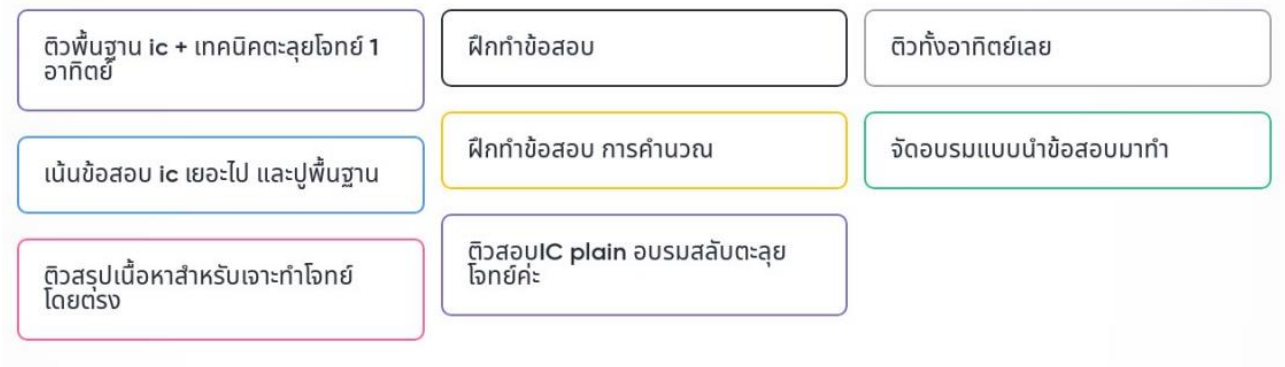 ติวพื้นฐาน ic + เทคนิคตะลุยโจทย์ 1
อาทิตย์
เน้นข้อสอบ ic เยอะไป และปูพื้นฐาน
ติวสรุปเนื้อหาสำหรับเจาะทำโจทย์
โดยตรง
ฝึกทำข้อสอบ
ฝึกทำข้อสอบ การคำนวณ
ติวสอบIC plain อบรมสลับตะลุย
โจทย์ค่ะ
ติวทั้งอาทิตย์เลย
จัดอบรมแบบนำข้อสอบมาทำ